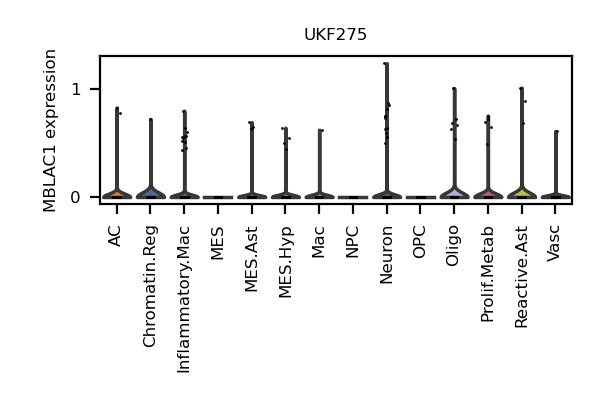 UKF275
MBLAC1 expression
1
0
AC
Chromatin.Reg
Inflammatory.Mac
MES
MES.Ast
MES.Hyp
Mac
NPC
Neuron
OPC
Oligo
Prolif.Metab
Reactive.Ast
Vasc